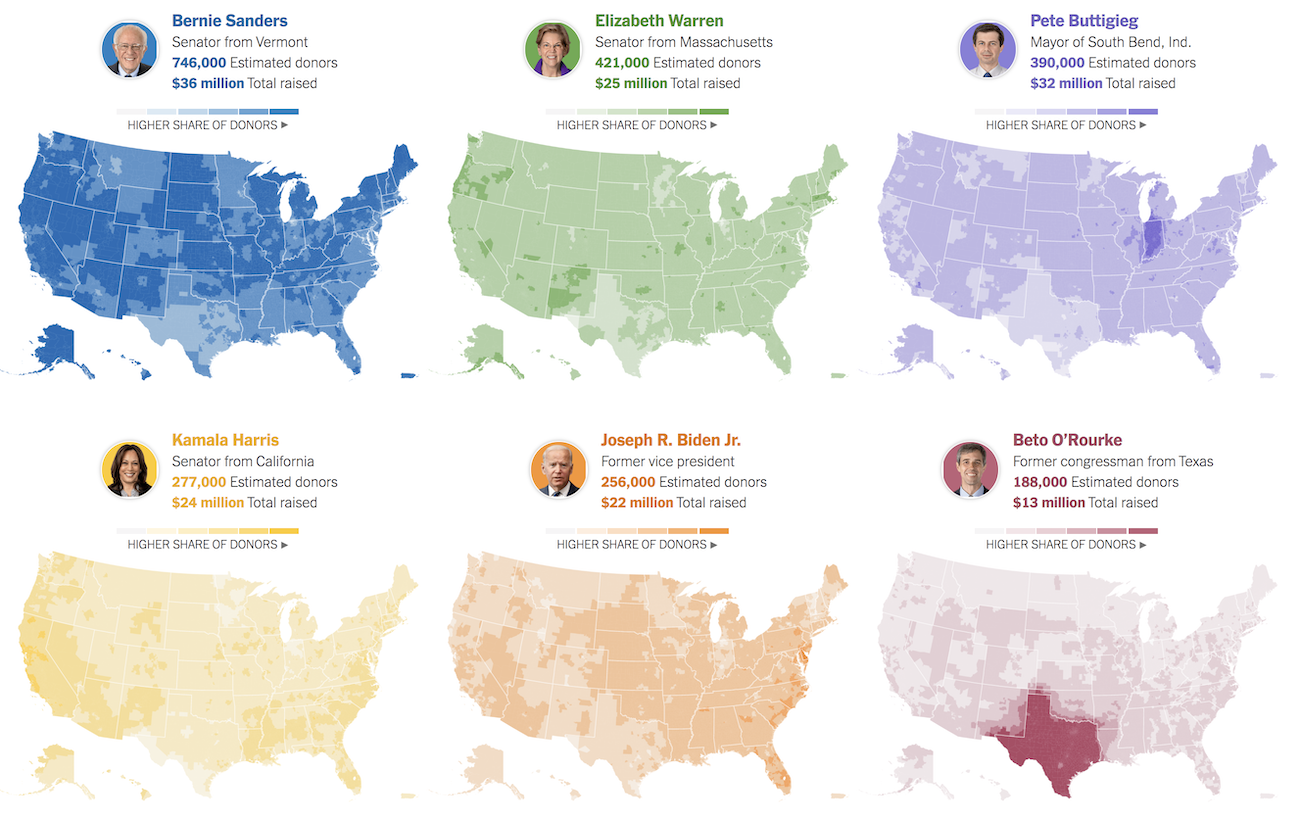 Bernie Sanders
Senator from Vermont
746,000 Estimated donors
$36 million Total raised
HIGHER SHARE OF DONORS ▶
Elizabeth Warren
Senator from Massachusetts
421,000 Estimated donors
$25 million Total raised
HIGHER SHARE OF DONORS ▶
Pete Buttigieg
Mayor of South Bend, Ind.
390,000 Estimated donors
$32 million Total raised
HIGHER SHARE OF DONORS ▶
Kamala Harris
Senator from California
277,000 Estimated donors
$24 million Total raised
HIGHER SHARE OF DONORS ▶
Joseph R. Biden Jr.
Former vice president
256,000 Estimated donors
$22 million Total raised
HIGHER SHARE OF DONORS ▶
Beto O’Rourke
Former congressman from Texas
188,000 Estimated donors
$13 million Total raised
HIGHER SHARE OF DONORS ▶